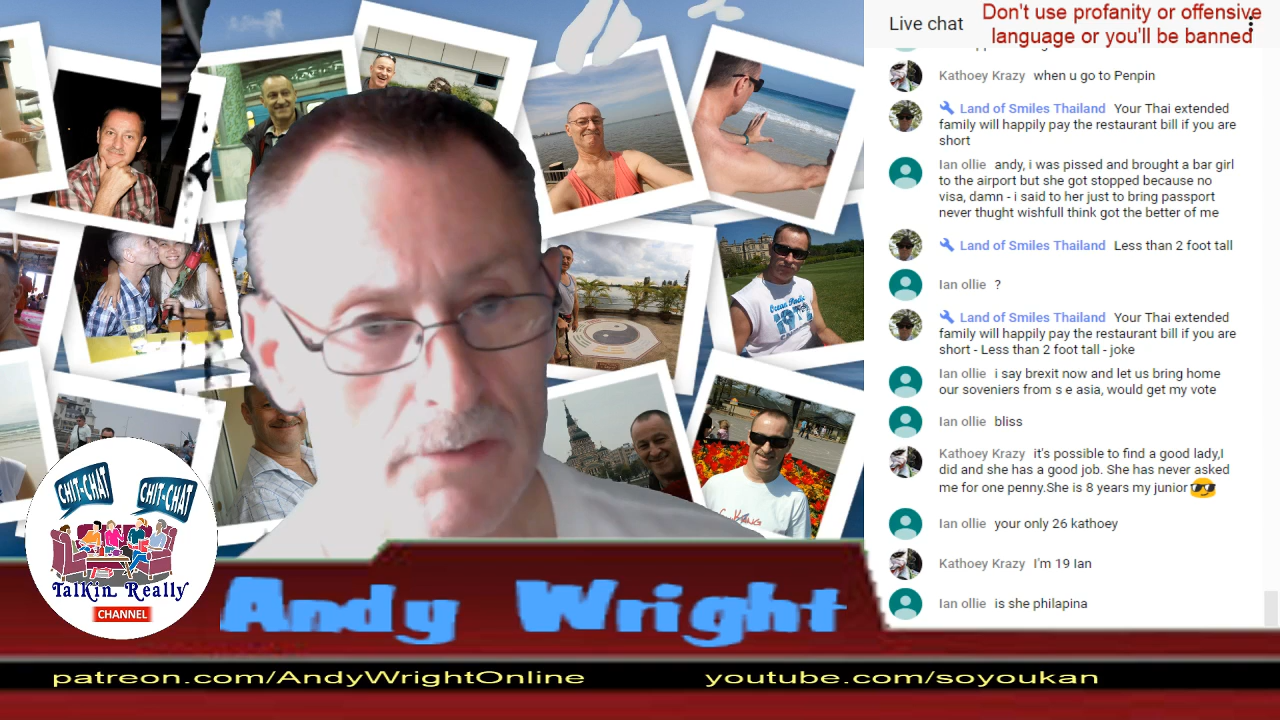 Live chat
Don't use profanity or offensive
language or you'll be banned
Kathoey Krazy when u go to Penpin
Land of Smiles Thailand Your Thai extended
family will happily pay the restaurant bill if you are
short
Ian ollie andy, i was pissed and brought a bar girl
to the airport but she got stopped because no
visa, damn - i said to her just to bring passport
never thught wishfull think got the better of me
Land of Smiles Thailand Less than 2 foot tall
Ian ollie ?
Land of Smiles Thailand Your Thai extended
family will happily pay the restaurant bill if you are
short - Less than 2 foot tall - joke
Ian ollie i say brexit now and let us bring home
our soveniers from s e asia, would get my vote
Ian ollie bliss
Kathoey Krazy it's possible to find a good lady,I
did and she has a good job. She has never asked
me for one penny.She is 8 years my junior 😎
Ian ollie your only 26 kathoey
Kathoey Krazy I'm 19 Ian
Ian ollie is she philapina
CHIT-CHAT
CHIT-CHAT
Talkin Really
CHANNEL
Andy Wright
patreon.com/AndyWrightOnline
youtube.com/soyoukan